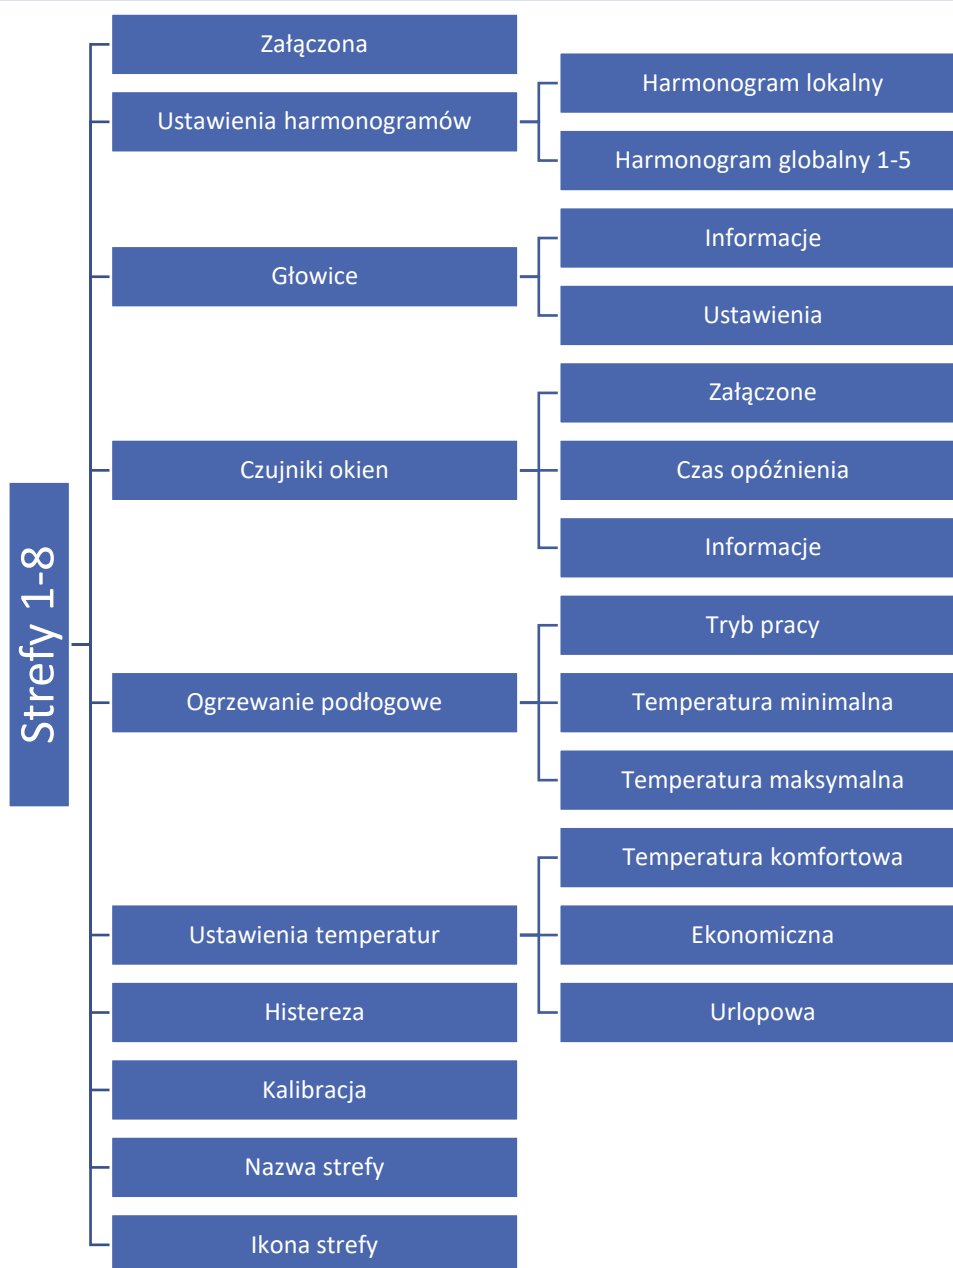 Strefy 1-8
Załączona
Ustawienia harmonogramów
Harmonogram lokalny
Harmonogram globalny 1-5
Głowice
Informacje
Ustawienia
Czujniki okien
Załączone
Czas opóźnienia
Informacje
Ogrzewanie podłogowe
Tryb pracy
Temperatura minimalna
Temperatura maksymalna
Ustawienia temperatur
Temperatura komfortowa
Ekonomiczna
Urlopowa
Histereza
Kalibracja
Nazwa strefy
Ikona strefy